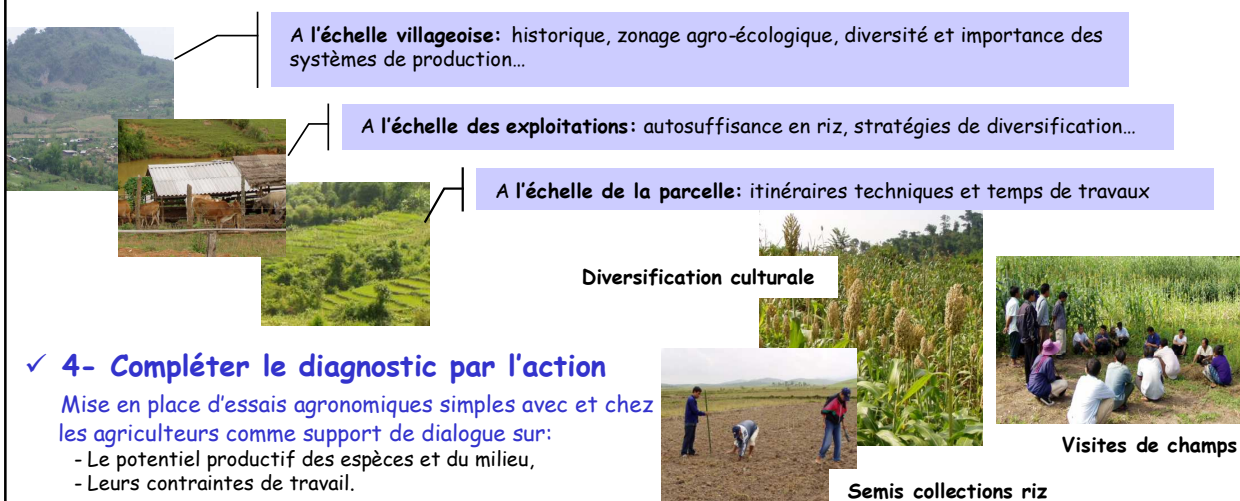 A l'échelle villageoise: historique, zonage agro-écologique, diversité et importance des
systèmes de production…
A l'échelle des exploitations: autosuffisance en riz, stratégies de diversification…
A l'échelle de la parcelle: itinéraires techniques et temps de travaux
Diversification culturale
✓ 4- Compléter le diagnostic par l'action
Mise en place d'essais agronomiques simples avec et chez
les agriculteurs comme support de dialogue sur:
- Le potentiel productif des espèces et du milieu,
- Leurs contraintes de travail.
Visites de champs
Semis collections riz